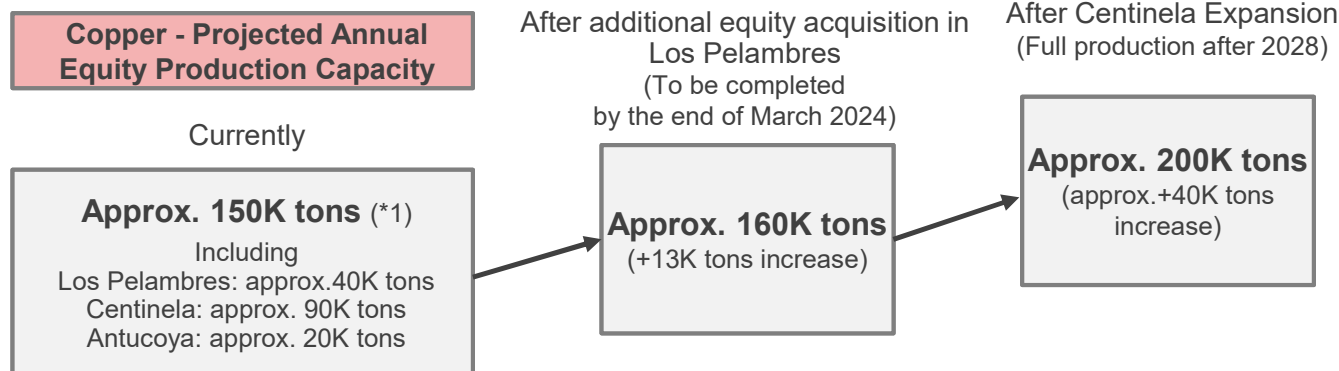 Copper - Projected Annual
Equity Production Capacity
Currently
Approx. 150K tons (*1)
Including
Los Pelambres: approx.40K tons
Centinela: approx. 90K tons
Antucoya: approx. 20K tons
After additional equity acquisition in
Los Pelambres
(To be completed
by the end of March 2024)
Approx. 160K tons
(+13K tons increase)
After Centinela Expansion
(Full production after 2028)
Approx. 200K tons
(approx.+40K tons
increase)